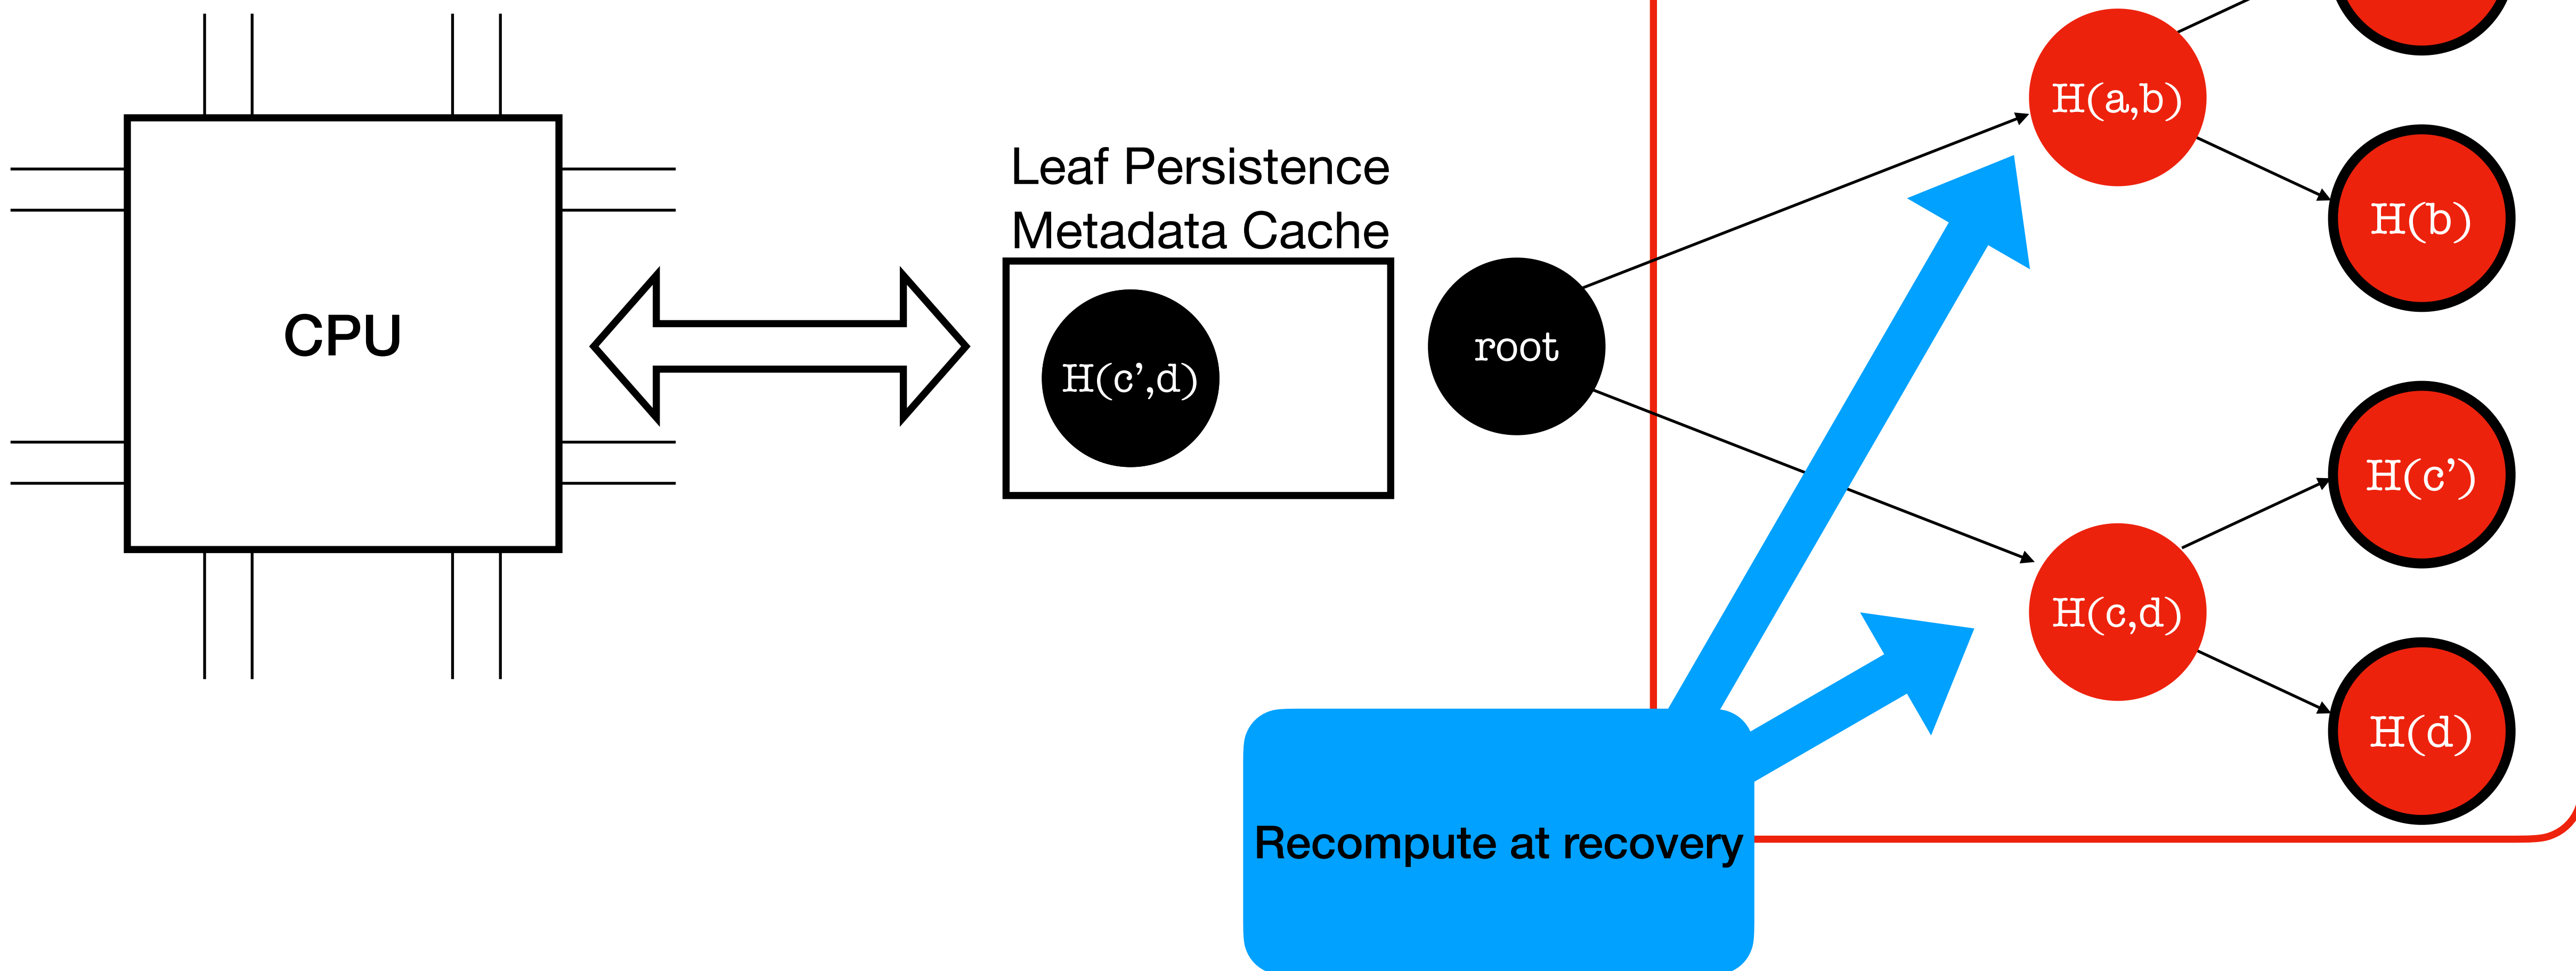 CPU
Leaf Persistence
Metadata Cache
H(c’,d)
root
H(a,b)
H(b)
H(c’)
H(c,d)
H(d)
Recompute at recovery